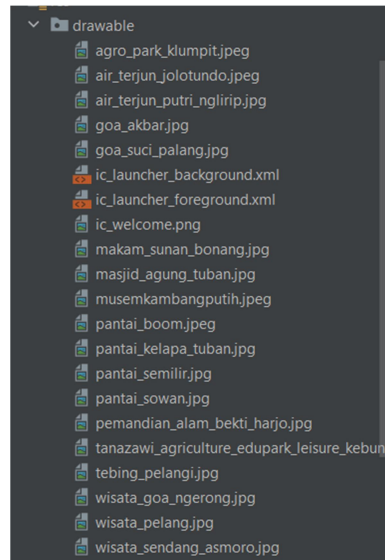 drawable
agro_park_klumpit.jpeg
air_terjun_jolotundo.jpeg
air_terjun_putri_nglirip.jpg
goa_akbar.jpg
goa_suci_palang.jpg
ic_launcher_background.xml
ic_launcher_foreground.xml
ic_welcome.png
makam_sunan_bonang.jpg
masjid_agung_tuban.jpg
musemkambangputih.jpeg
pantai_boom.jpeg
pantai_kelapa_tuban.jpg
pantai_semilir.jpg
pantai_sowan.jpg
pemandian_alam_bekti_harjo.jpg
tanazawi_agriculture_edupark_leisure_kebun
tebing_pelangi.jpg
wisata_goa_ngerong.jpg
wisata_pelang.jpg
wisata_sendang_asmoro.jpg